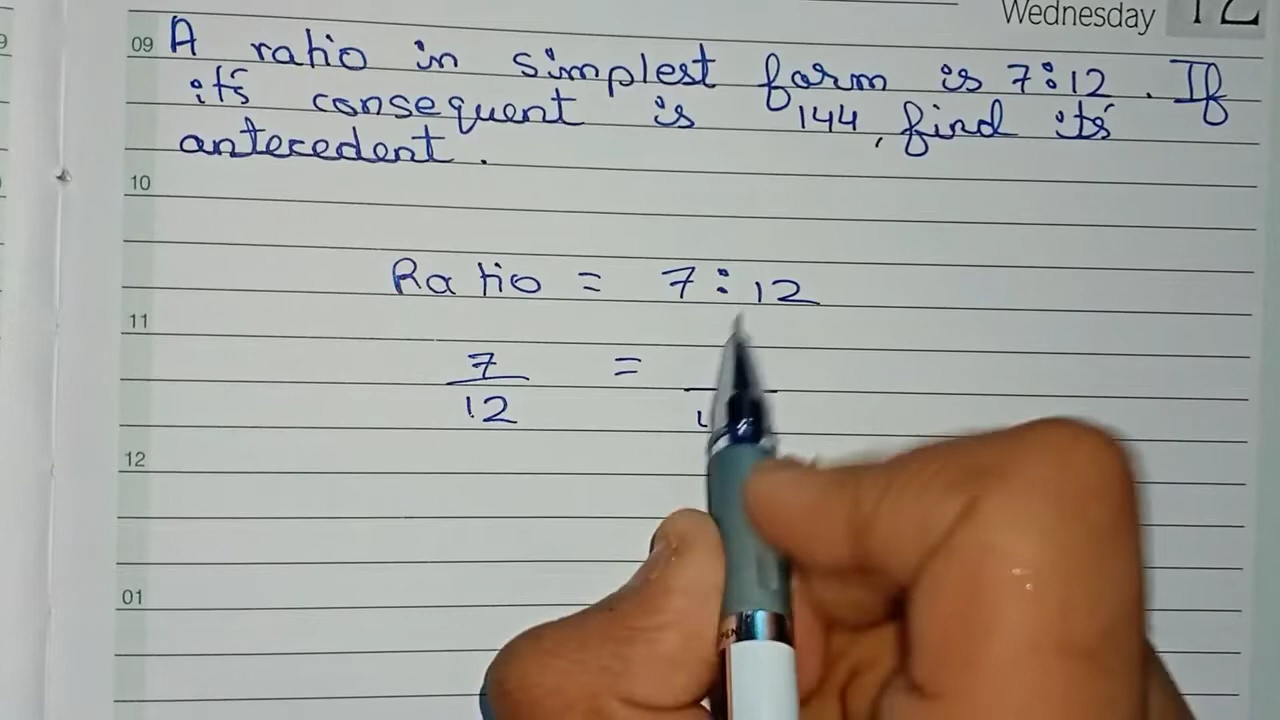 Wednesday 12
09 A ratio in simplest form is 7:12. If
its consequent is 144, find its
antecedent.
10
Ratio = 7:12
11
7 =
12
12
01